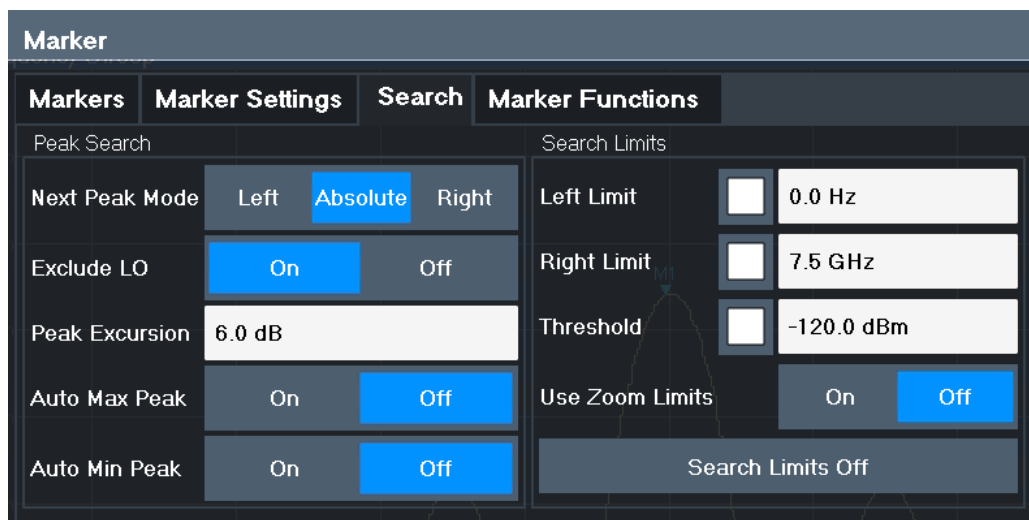 Marker
Markers Marker Settings Search Marker Functions
Peak Search
Next Peak Mode Left Absolute Right
Exclude LO On Off
Peak Excursion 6.0 dB
Auto Max Peak On Off
Auto Min Peak On Off
Search Limits
Left Limit 0.0 Hz
Right Limit 7.5 GHz
M1
Threshold -120.0 dBm
Use Zoom Limits On Off
Search Limits Off